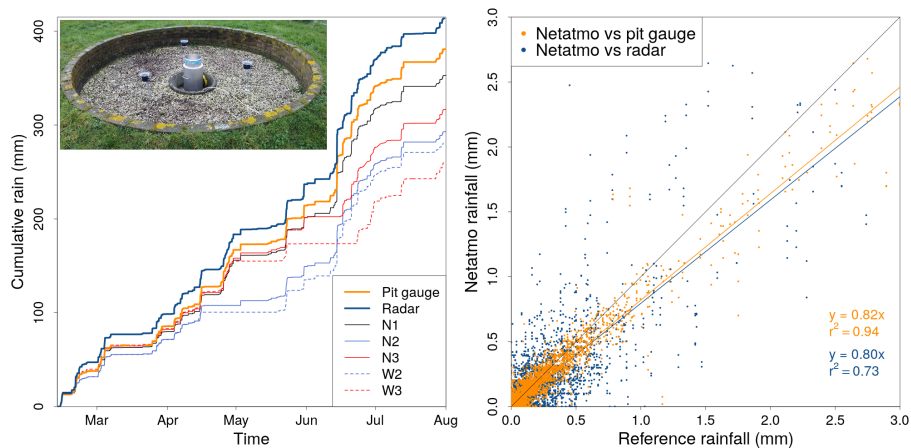 Cumulative rain (mm)
0
100
200
300
400
Pit gauge
Radar
N1
N2
N3
W2
W3
Mar
Apr
May
Jun
Jul
Aug
Time
Netatmo rainfall (mm)
0.0
0.5
1.0
1.5
2.0
2.5
3.0
Netatmo vs pit gauge
Netatmo vs radar
y = 0.82x
r² = 0.94
y = 0.80x
r² = 0.73
0.0
0.5
1.0
1.5
2.0
2.5
3.0
Reference rainfall (mm)